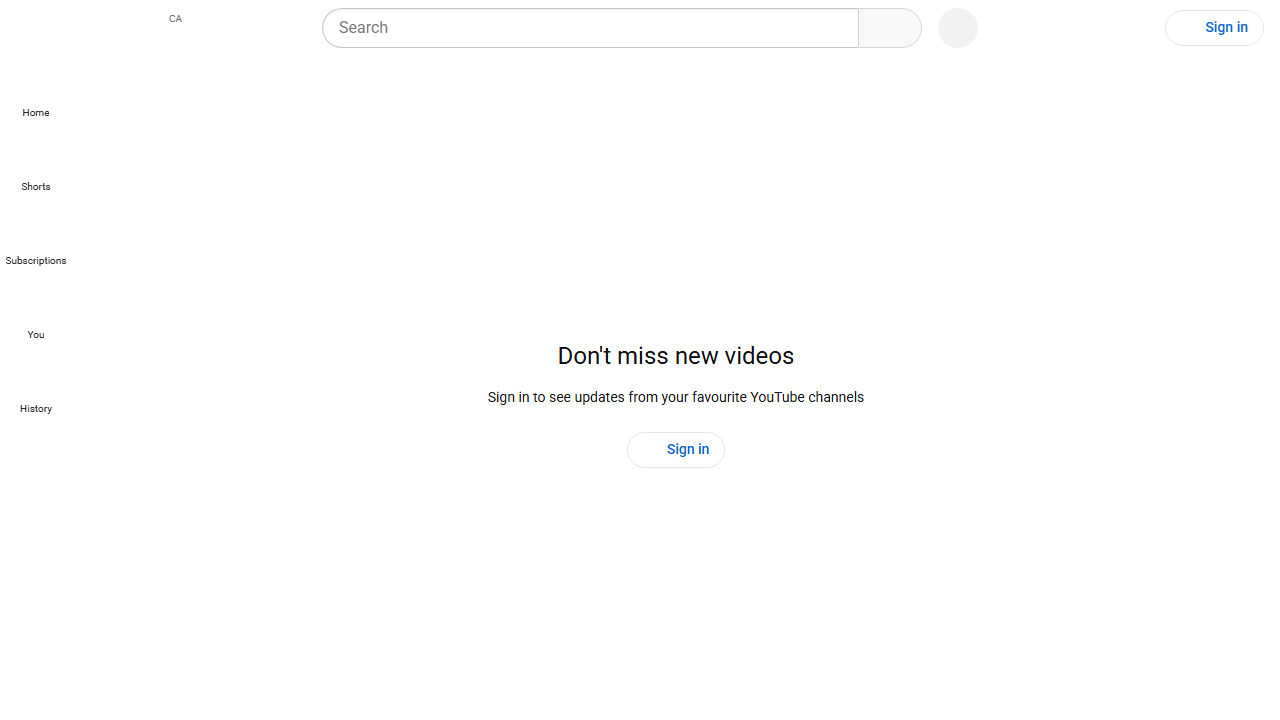 CA
Search
Sign in
Home
Shorts
Subscriptions
You
History
Don't miss new videos
Sign in to see updates from your favourite YouTube channels
Sign in